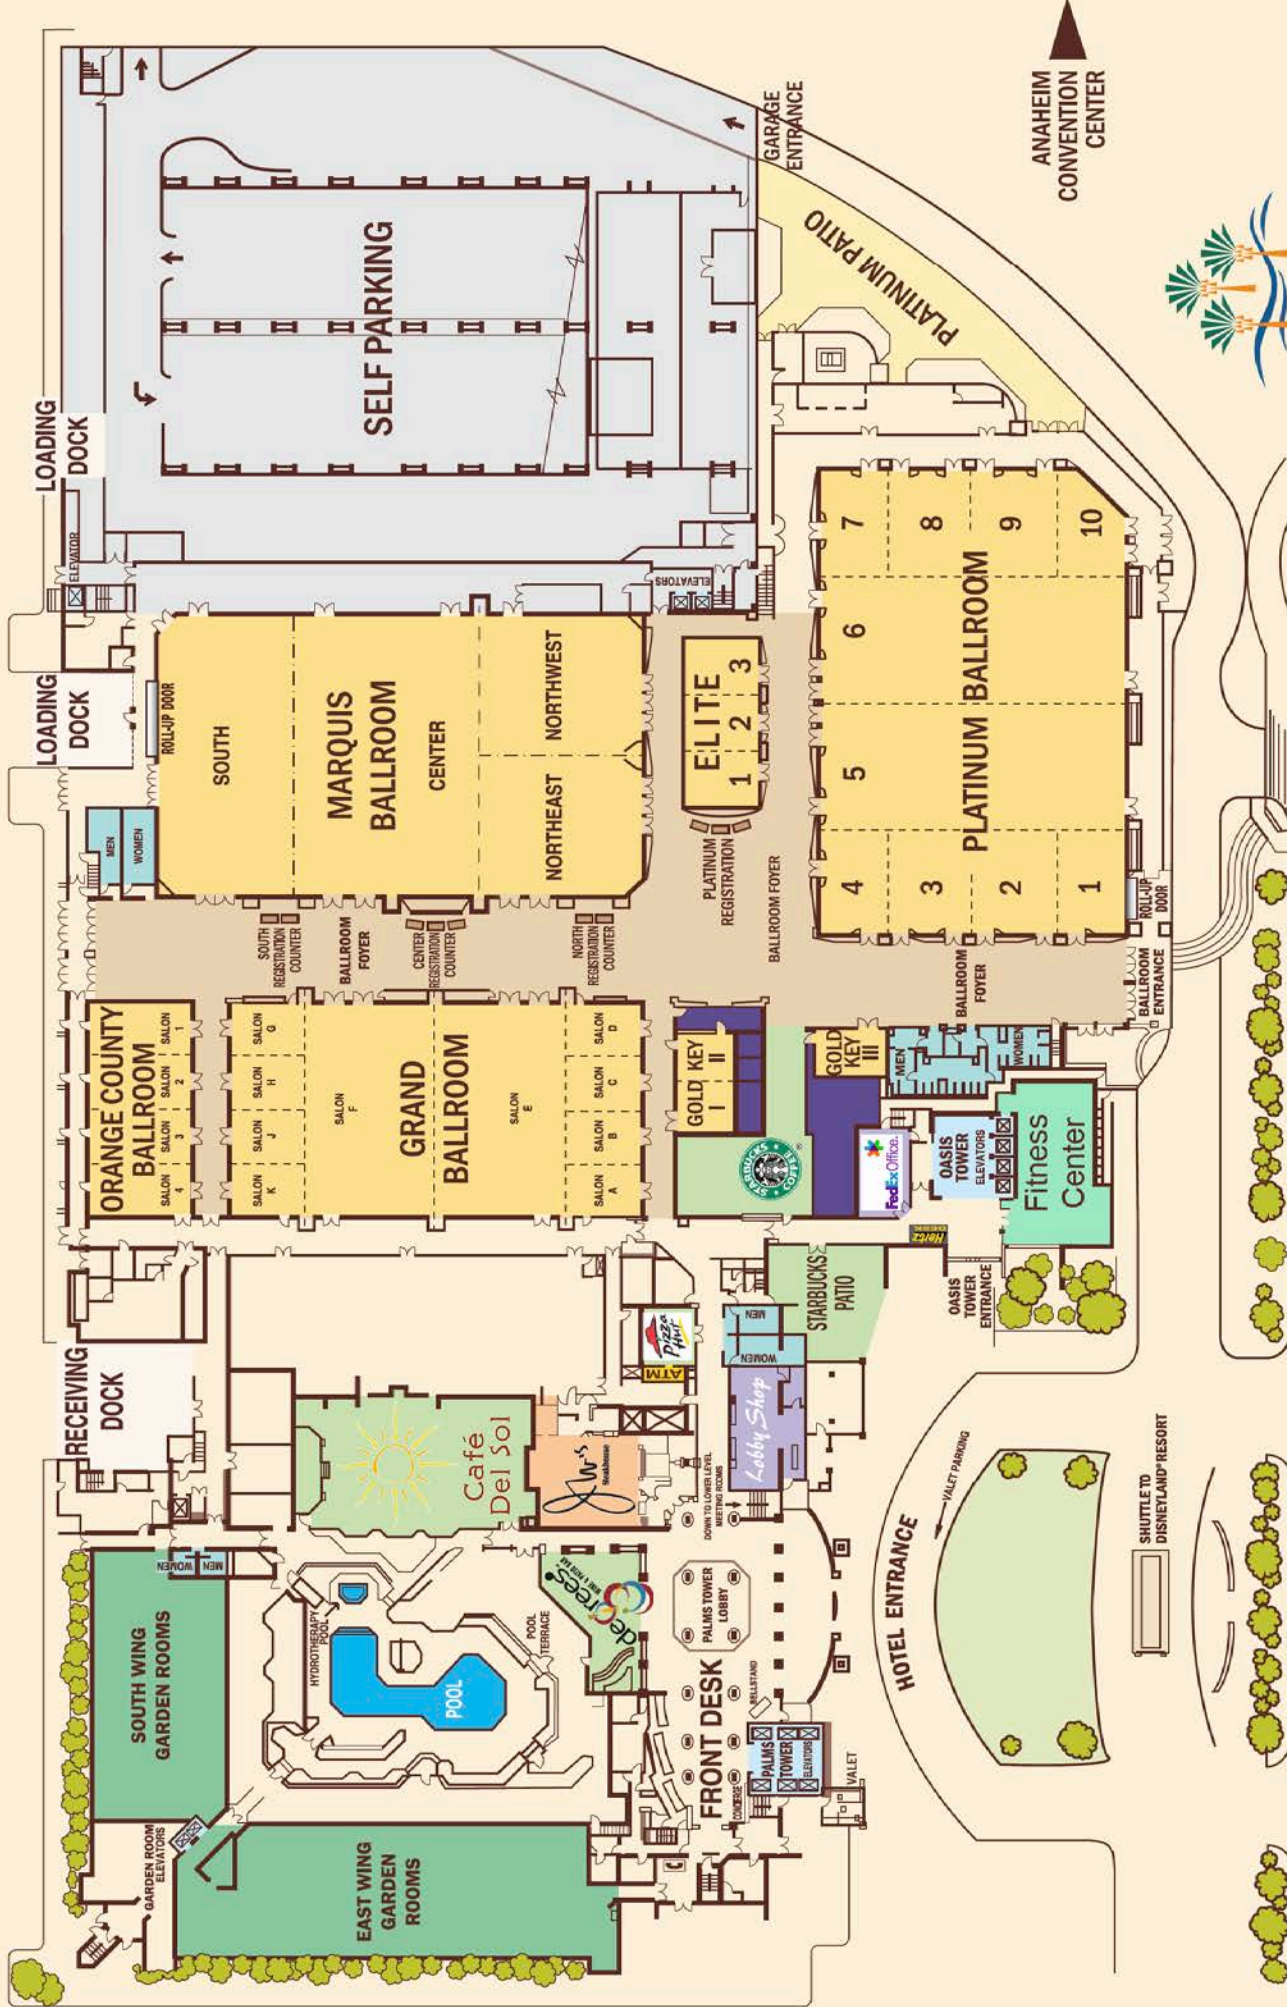 ANAHEIM
CONVENTION
CENTER
GARAGE
ENTRANCE
PLATINUM PATIO
SELF PARKING
LOADING
DOCK
ELEVATOR
ELEVATORS
LOADING
DOCK
ROLL-UP DOOR
SOUTH
MARQUIS
BALLROOM
CENTER
NORTHWEST
NORTHEAST
MEN
WOMEN
ELITE
1 2 3
PLATINUM
REGISTRATION
BALLROOM FOYER
PLATINUM BALLROOM
7
8
9
10
6
5
4
3
2
1
ROLL-UP
DOOR
BALLROOM
ENTRANCE
BALLROOM
FOYER
SOUTH
REGISTRATION
COUNTER
BALLROOM
FOYER
CENTER
REGISTRATION
COUNTER
NORTH
REGISTRATION
COUNTER
ORANGE COUNTY
BALLROOM
SALON
4
SALON
3
SALON
2
SALON
1
SALON
K
SALON
J
SALON
H
SALON
G
SALON
F
GRAND
BALLROOM
SALON
E
SALON
A
SALON
B
SALON
C
SALON
D
GOLD KEY
I II
GOLD
KEY
III
MEN
WOMEN
STARBUCKS
COFFEE
®
FedEx Office.
OASIS
TOWER
ELEVATORS
Fitness
Center
Hertz
OASIS
TOWER
ENTRANCE
STARBUCKS
PATIO
MEN
WOMEN
Pizza
Hut
ATM
Lobby Shop
RECEIVING
DOCK
Café
Del Sol
JW's
Steakhouse
DOWN TO LOWER LEVEL
MEETING ROOMS
WOMEN
MEN
SOUTH WING
GARDEN ROOMS
HYDROTHERAPY
POOL
POOL
POOL
TERRACE
degrees°
WINE & PATIO BAR
PALMS TOWER
LOBBY
FRONT DESK
BELLSTAND
CONCIERGE
PALMS
TOWER
ELEVATORS
VALET
GARDEN ROOM
ELEVATORS
EAST WING
GARDEN
ROOMS
HOTEL ENTRANCE
VALET PARKING
SHUTTLE TO
DISNEYLAND® RESORT